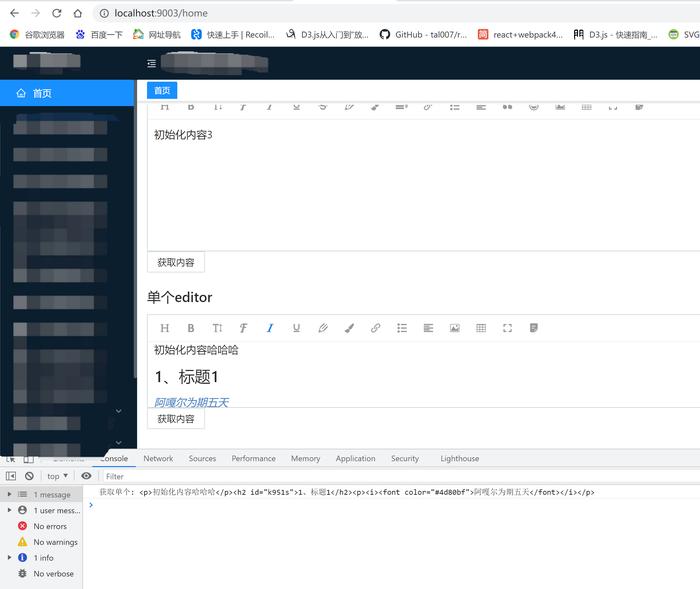 localhost:9003/home
谷歌浏览器 百度一下 网址导航 快速上手 | Recoil... D3.js从入门到“放... GitHub - tal007/r... react+webpack4... D3.js - 快速指南_... SVG
首页
首页
初始化内容3
获取内容
单个editor
初始化内容哈哈哈
1、标题1
阿嘎尔为期五天
获取内容
Console Network Sources Performance Memory Application Security Lighthouse
top Filter
1 message
获取单个: <p>初始化内容哈哈哈</p><h2 id="k951s">1、标题1</h2><p><i><font color="#4d80bf">阿嘎尔为期五天</font></i></p>
1 user mess...
No errors
No warnings
1 info
No verbose